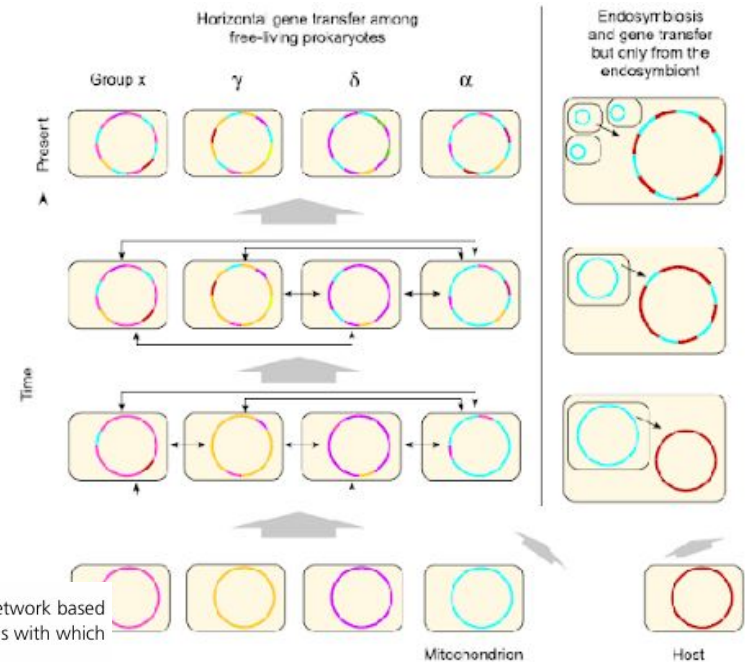 Horizontal gene transfer among
free-living prokaryotes
Endosymbiosis
and gene transfer
but only from the
endosymbiont
Group x
γ
δ
α
Present
Time
etwork based
s with which
Mitochondrion
Host